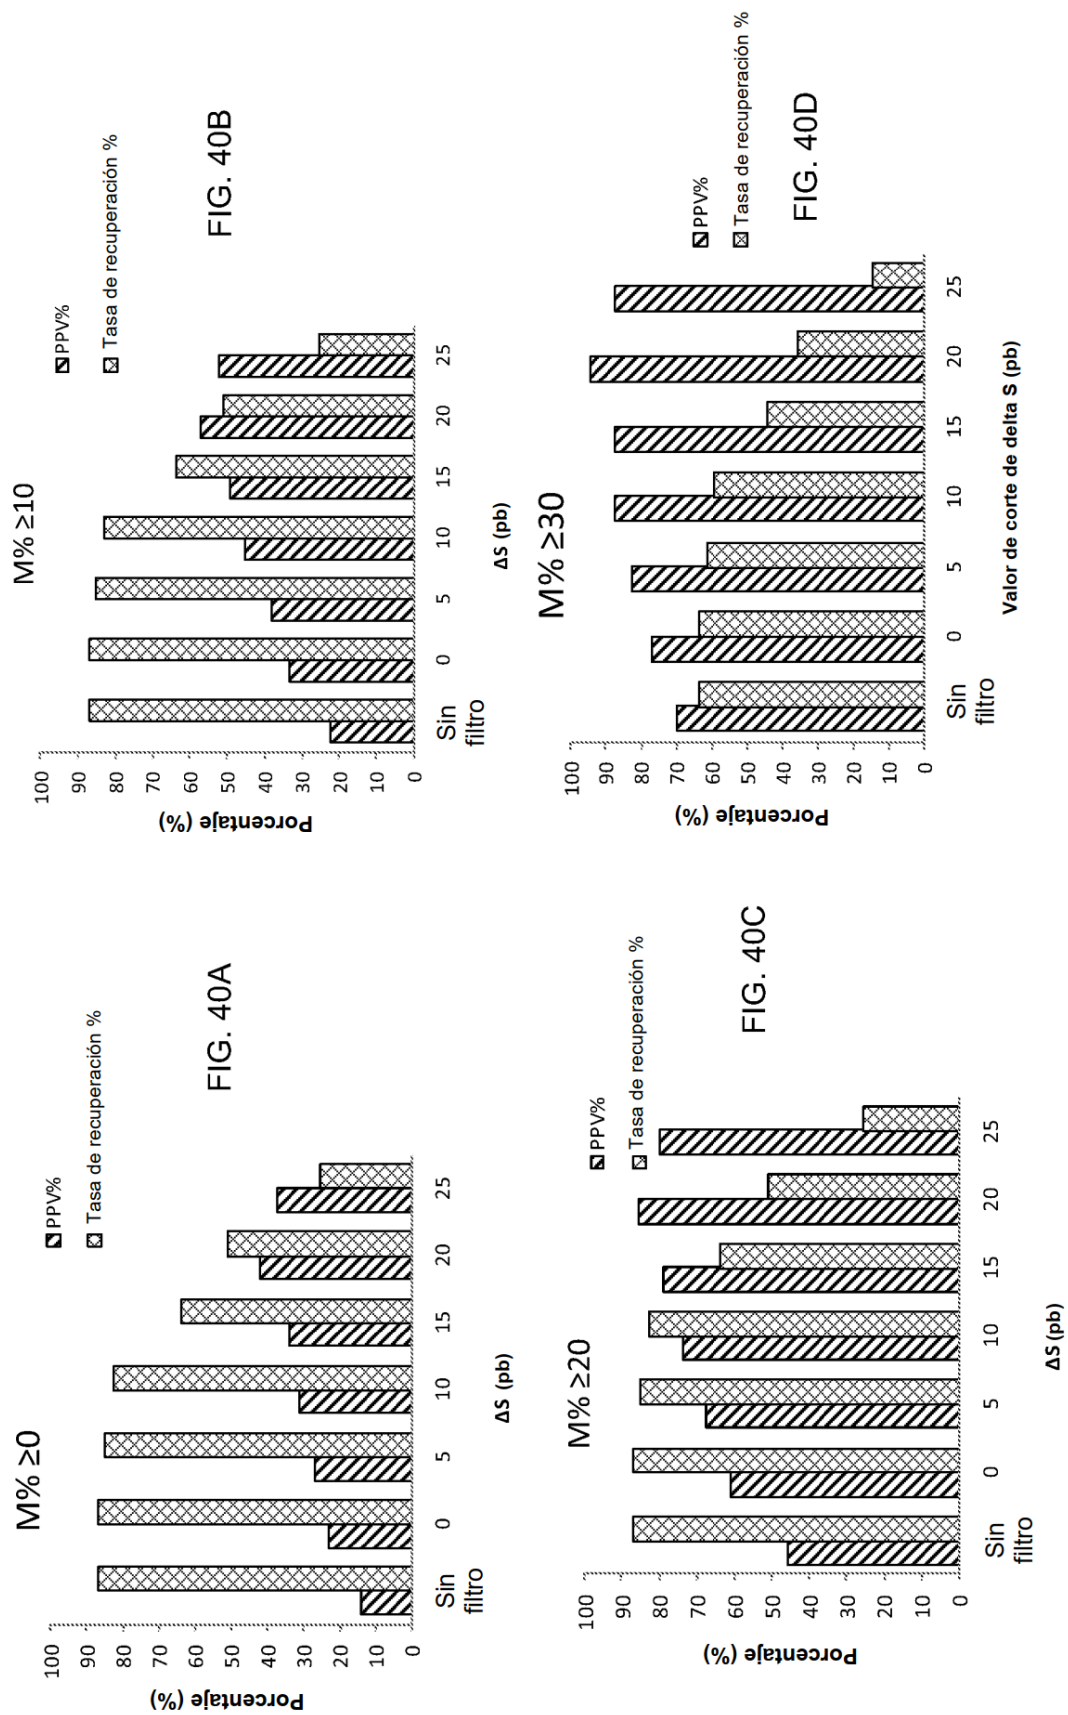 M% ≥0
PPV%
Tasa de recuperación %
FIG. 40A
Porcentaje (%)
100
90
80
70
60
50
40
30
20
10
0
Sin filtro
0
5
10
15
20
25
ΔS (pb)
M% ≥10
PPV%
Tasa de recuperación %
FIG. 40B
Porcentaje (%)
100
90
80
70
60
50
40
30
20
10
0
Sin filtro
0
5
10
15
20
25
ΔS (pb)
M% ≥20
PPV%
Tasa de recuperación %
FIG. 40C
Porcentaje (%)
100
90
80
70
60
50
40
30
20
10
0
Sin filtro
0
5
10
15
20
25
ΔS (pb)
M% ≥30
PPV%
Tasa de recuperación %
FIG. 40D
Porcentaje (%)
100
90
80
70
60
50
40
30
20
10
0
Sin filtro
0
5
10
15
20
25
Valor de corte de delta S (pb)